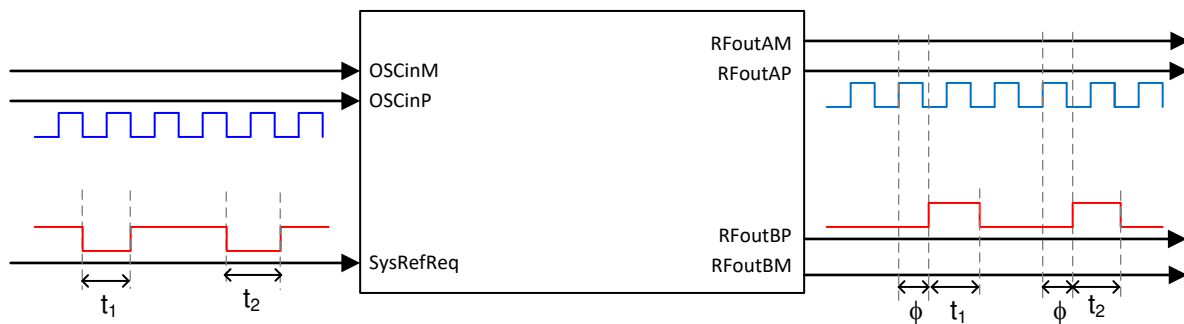 RFoutAM
OSCinM
RFoutAP
OSCinP
RFoutBP
SysRefReq
RFoutBM
t1
t2
ϕ
t1
ϕ
t2